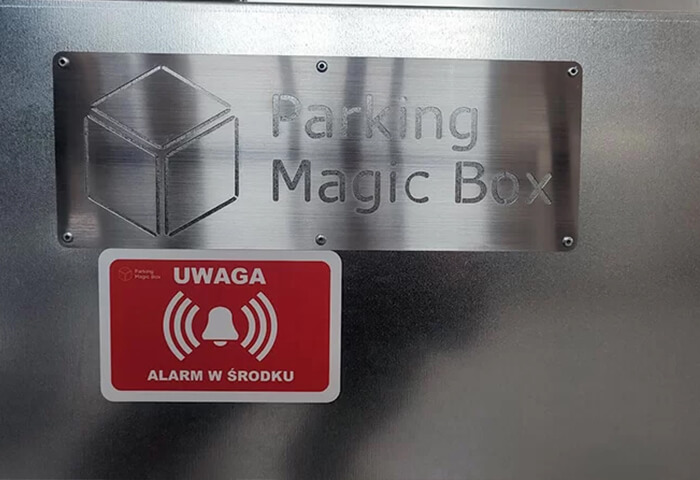 Parking
Magic Box
Parking
Magic Box
UWAGA
ALARM W ŚRODKU